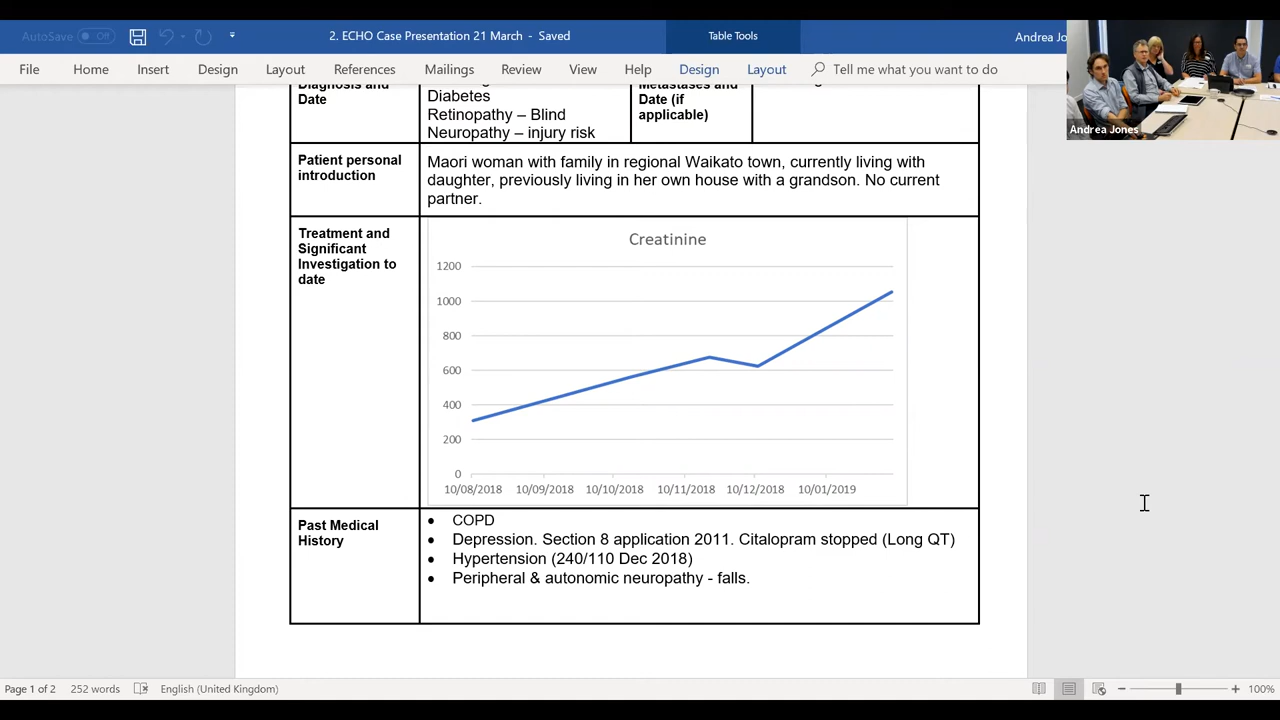 AutoSave Off
2. ECHO Case Presentation 21 March - Saved
Table Tools
Andrea Jo
File Home Insert Design Layout References Mailings Review View Help Design Layout Tell me what you want to do
Andrea Jones
Diagnosis and
Date
Diabetes
Retinopathy – Blind
Neuropathy – injury risk
Metastases and
Date (if
applicable)
Patient personal
introduction
Maori woman with family in regional Waikato town, currently living with
daughter, previously living in her own house with a grandson. No current
partner.
Treatment and
Significant
Investigation to
date
Creatinine
1200
1000
800
600
400
200
0
10/08/2018 10/09/2018 10/10/2018 10/11/2018 10/12/2018 10/01/2019
Past Medical
History
• COPD
• Depression. Section 8 application 2011. Citalopram stopped (Long QT)
• Hypertension (240/110 Dec 2018)
• Peripheral & autonomic neuropathy - falls.
Page 1 of 2 252 words English (United Kingdom) 100%